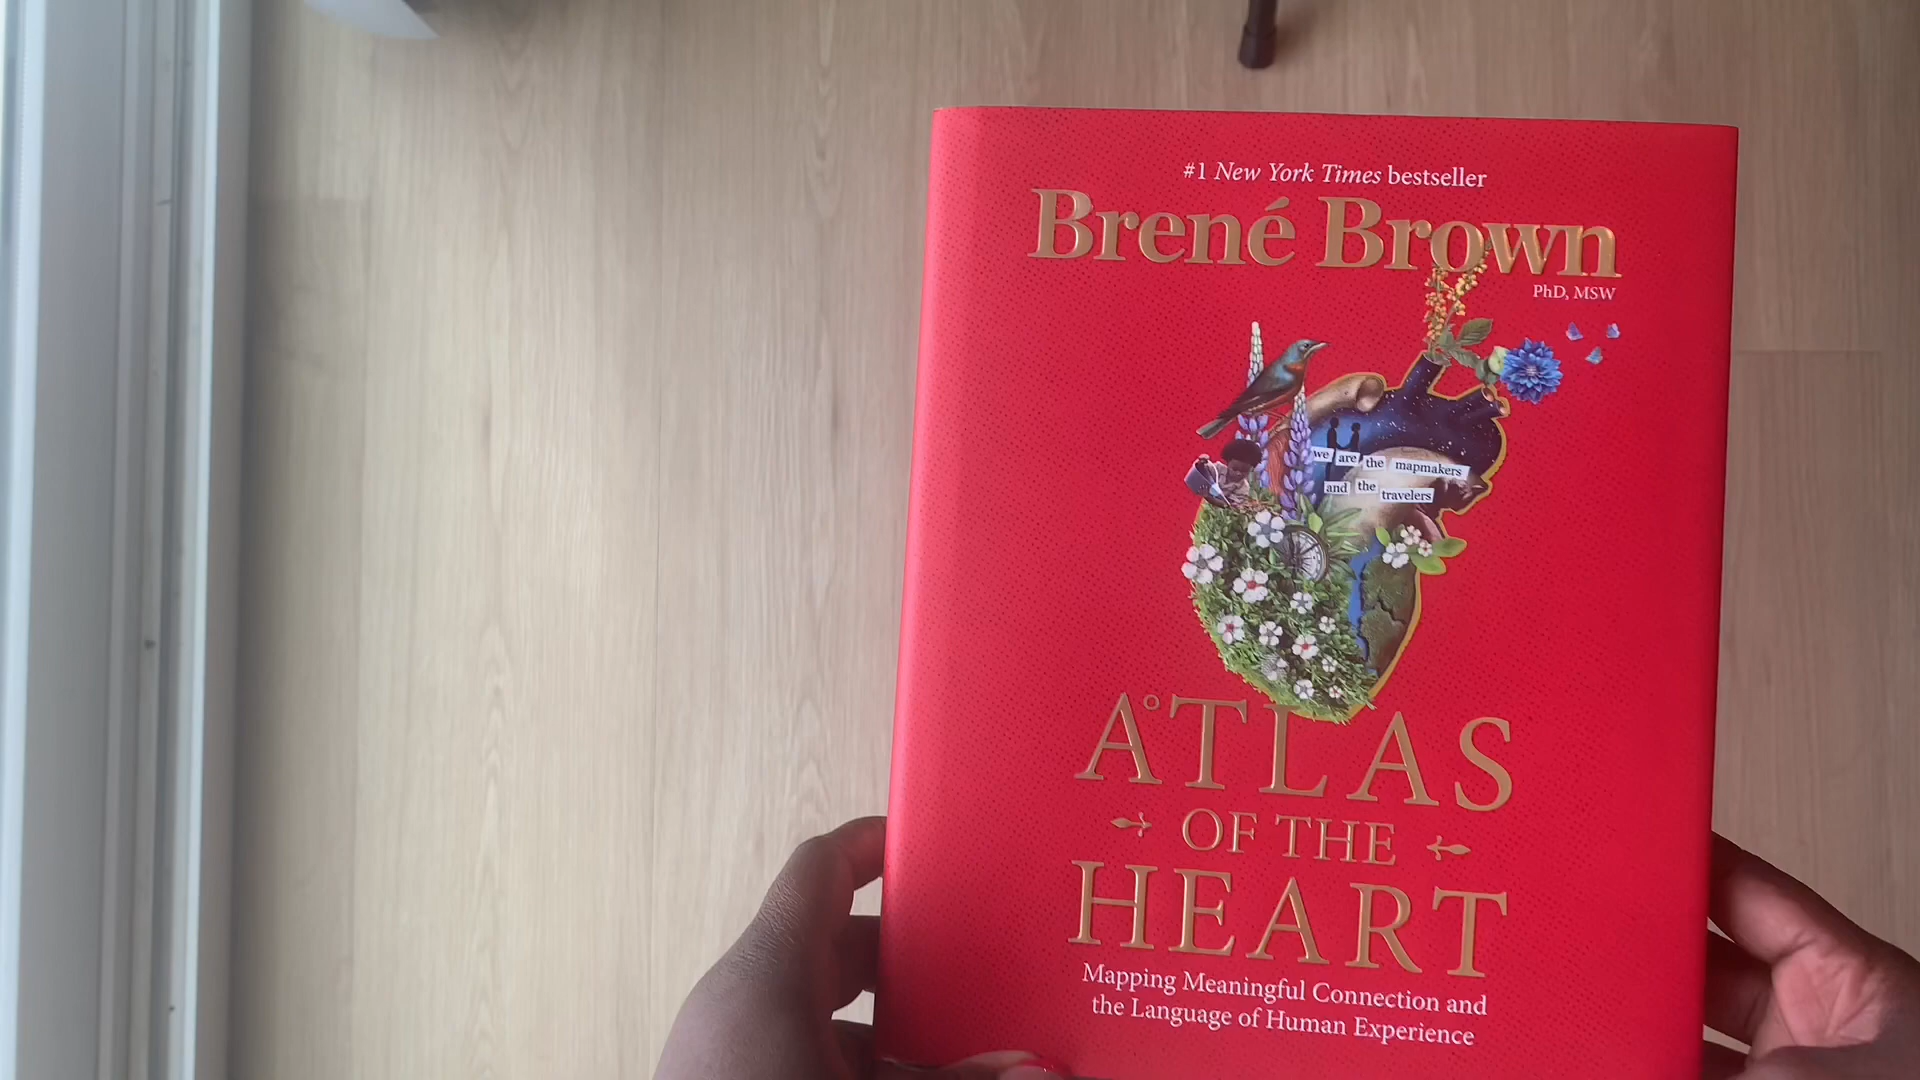 #1 New York Times bestseller
Brené Brown
PhD, MSW
we are the mapmakers
and the travelers
ATLAS
OF THE
HEART
Mapping Meaningful Connection and
the Language of Human Experience